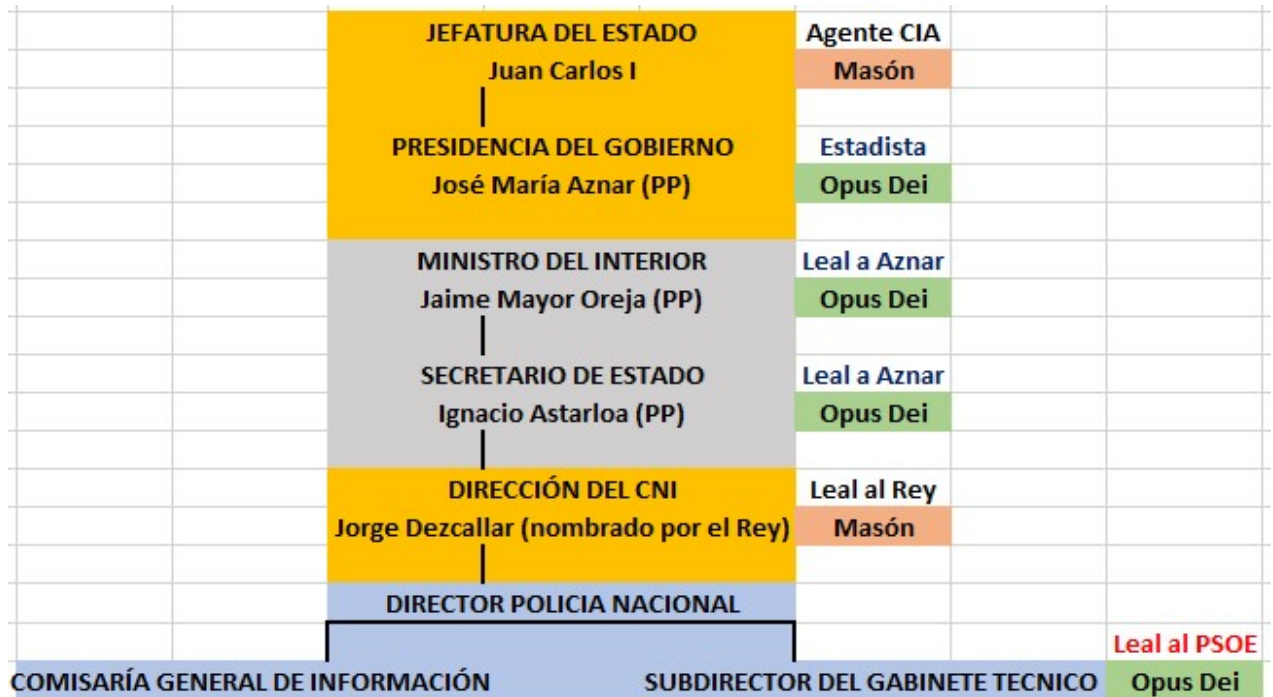 JEFATURA DEL ESTADO Agente CIA
Juan Carlos I Masón
PRESIDENCIA DEL GOBIERNO Estadista
José María Aznar (PP) Opus Dei
MINISTRO DEL INTERIOR Leal a Aznar
Jaime Mayor Oreja (PP) Opus Dei
SECRETARIO DE ESTADO Leal a Aznar
Ignacio Astarloa (PP) Opus Dei
DIRECCIÓN DEL CNI Leal al Rey
Jorge Dezcallar (nombrado por el Rey) Masón
DIRECTOR POLICIA NACIONAL
Leal al PSOE
COMISARÍA GENERAL DE INFORMACIÓN SUBDIRECTOR DEL GABINETE TECNICO Opus Dei